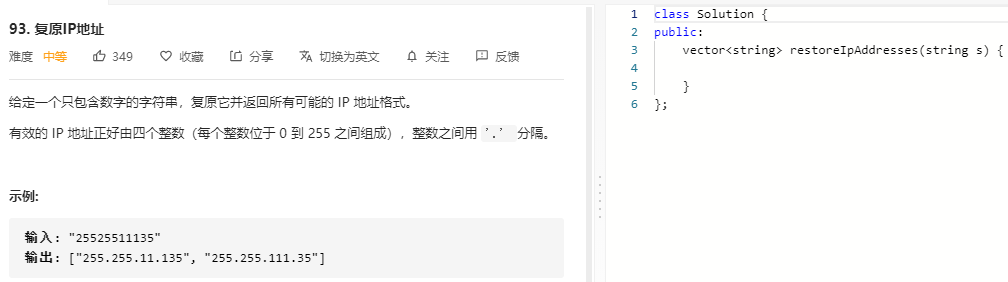 93. 复原IP地址
难度 中等 349 收藏 分享 切换为英文 关注 反馈
给定一个只包含数字的字符串，复原它并返回所有可能的 IP 地址格式。
有效的 IP 地址正好由四个整数（每个整数位于 0 到 255 之间组成），整数之间用 '.' 分隔。
示例:
输入: "25525511135"
输出: ["255.255.11.135", "255.255.111.35"]
1 class Solution {
2 public:
3 vector<string> restoreIpAddresses(string s) {
4
5 }
6 };